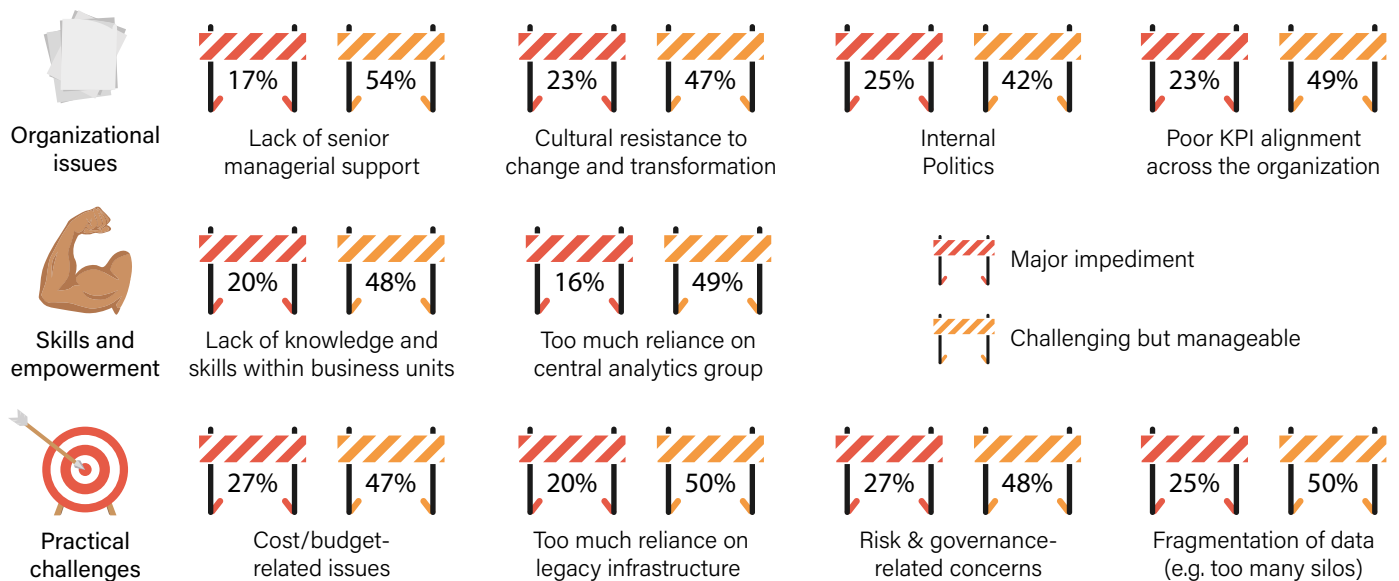 Organizational
issues
17%
54%
Lack of senior
managerial support
23%
47%
Cultural resistance to
change and transformation
25%
42%
Internal
Politics
23%
49%
Poor KPI alignment
across the organization
Skills and
empowerment
20%
48%
Lack of knowledge and
skills within business units
16%
49%
Too much reliance on
central analytics group
Major impediment
Challenging but manageable
Practical
challenges
27%
47%
Cost/budget-
related issues
20%
50%
Too much reliance on
legacy infrastructure
27%
48%
Risk & governance-
related concerns
25%
50%
Fragmentation of data
(e.g. too many silos)